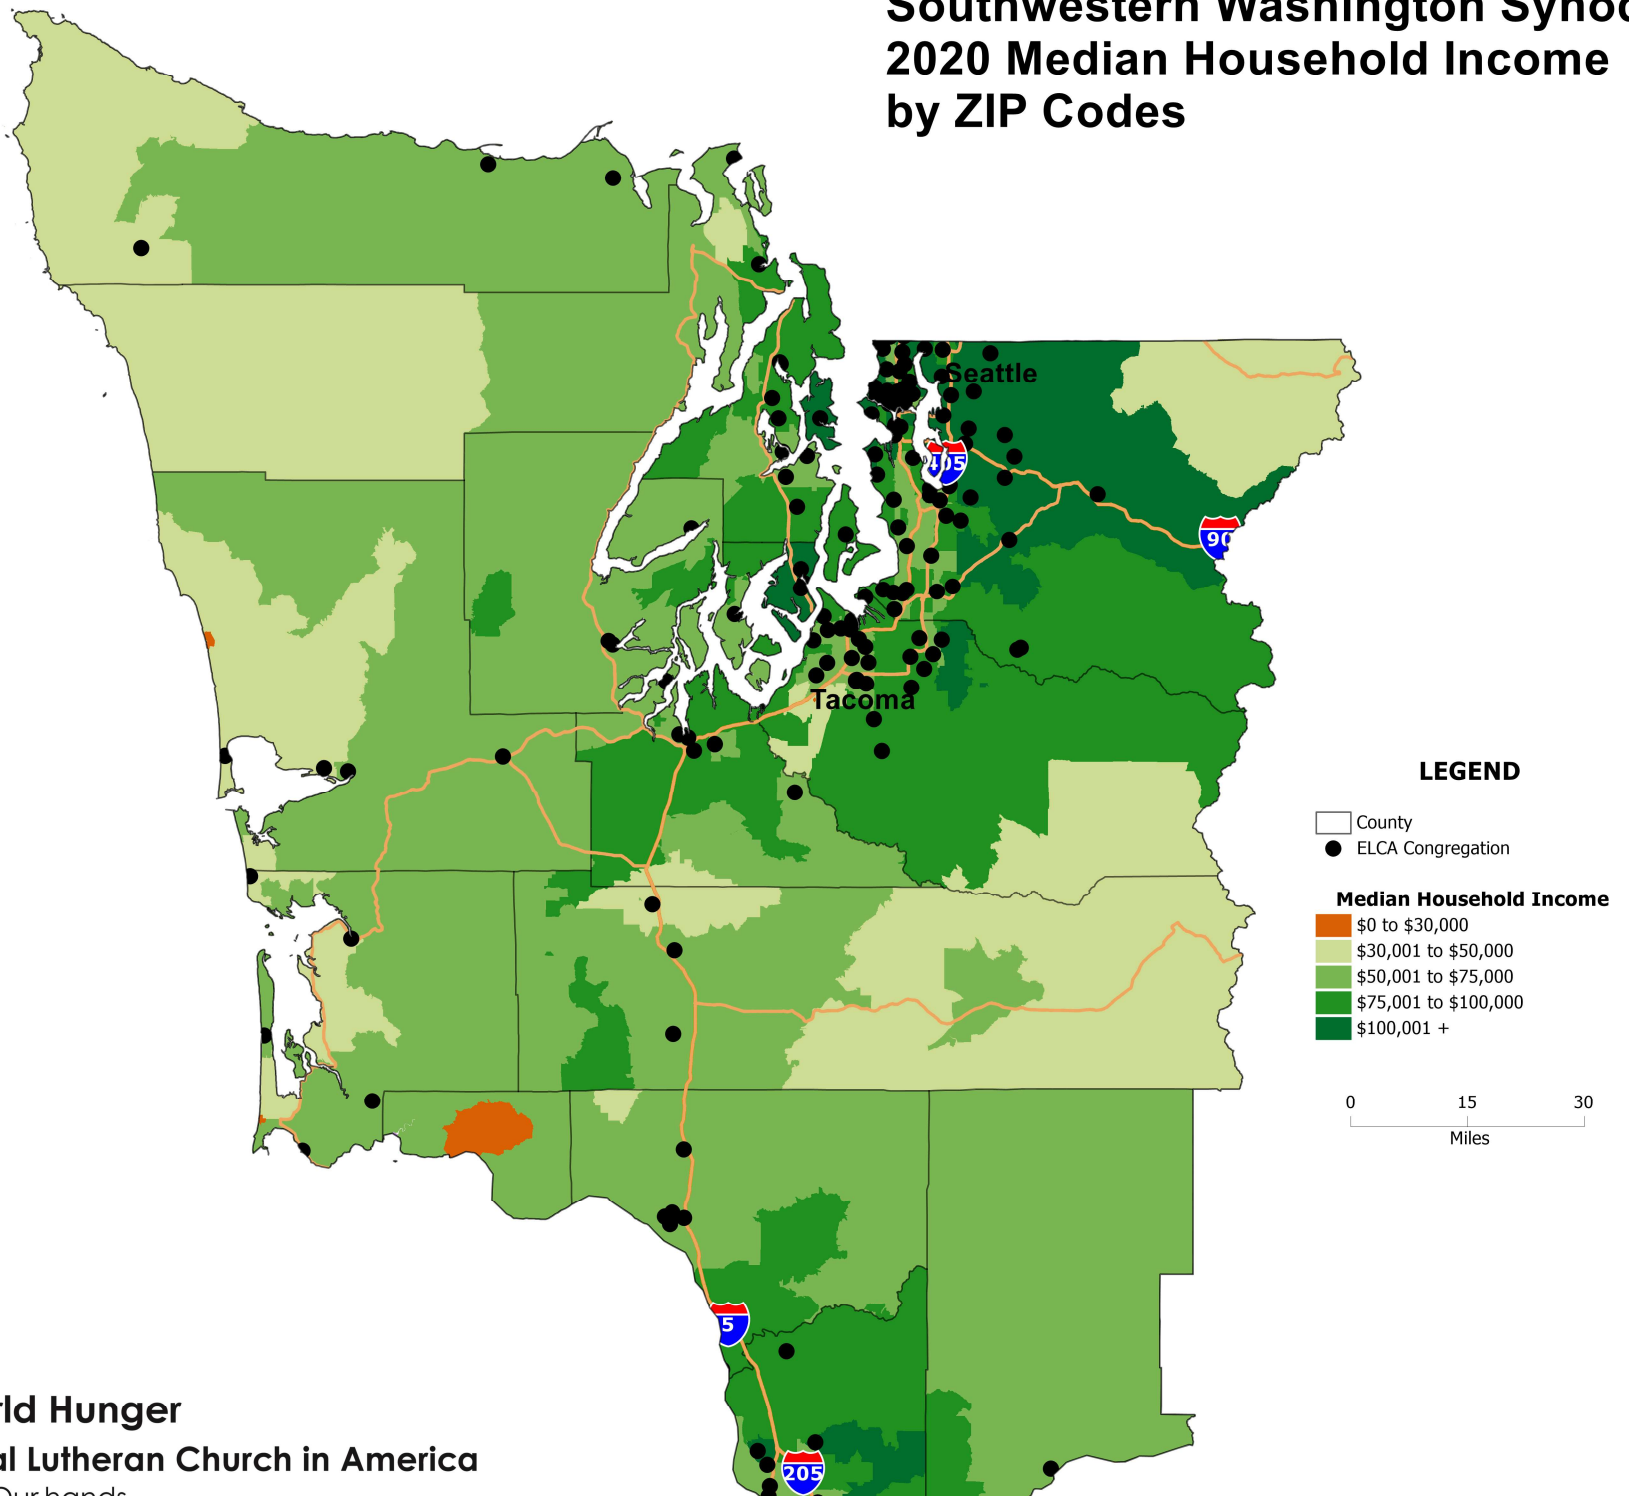 Southwestern Washington Synod
2020 Median Household Income
by ZIP Codes
Seattle
405
90
Tacoma
LEGEND
County
ELCA Congregation
Median Household Income
$0 to $30,000
$30,001 to $50,000
$50,001 to $75,000
$75,001 to $100,000
$100,001 +
0 15 30
Miles
5
rld Hunger
al Lutheran Church in America
205
Our hands